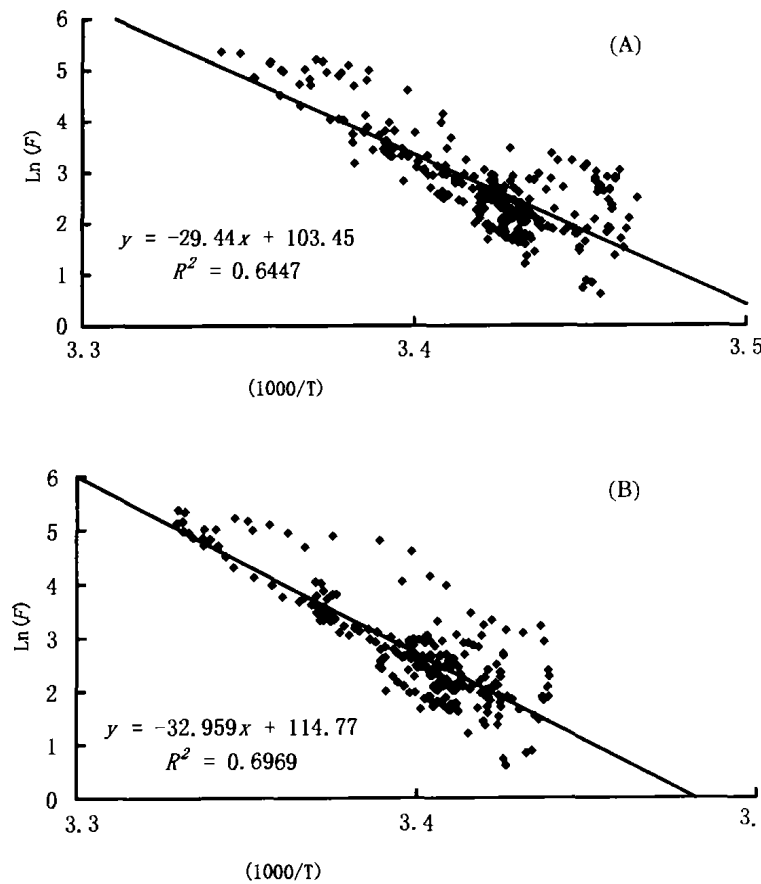 6
(A)
5
4
Ln (F)
3
2
y = -29.44x + 103.45
1
R² = 0.6447
0
3.3
3.4
3.5
(1000/T)
6
(B)
5
4
Ln (F)
3
2
y = -32.959x + 114.77
1
R² = 0.6969
0
3.3
3.4
3.
(1000/T)